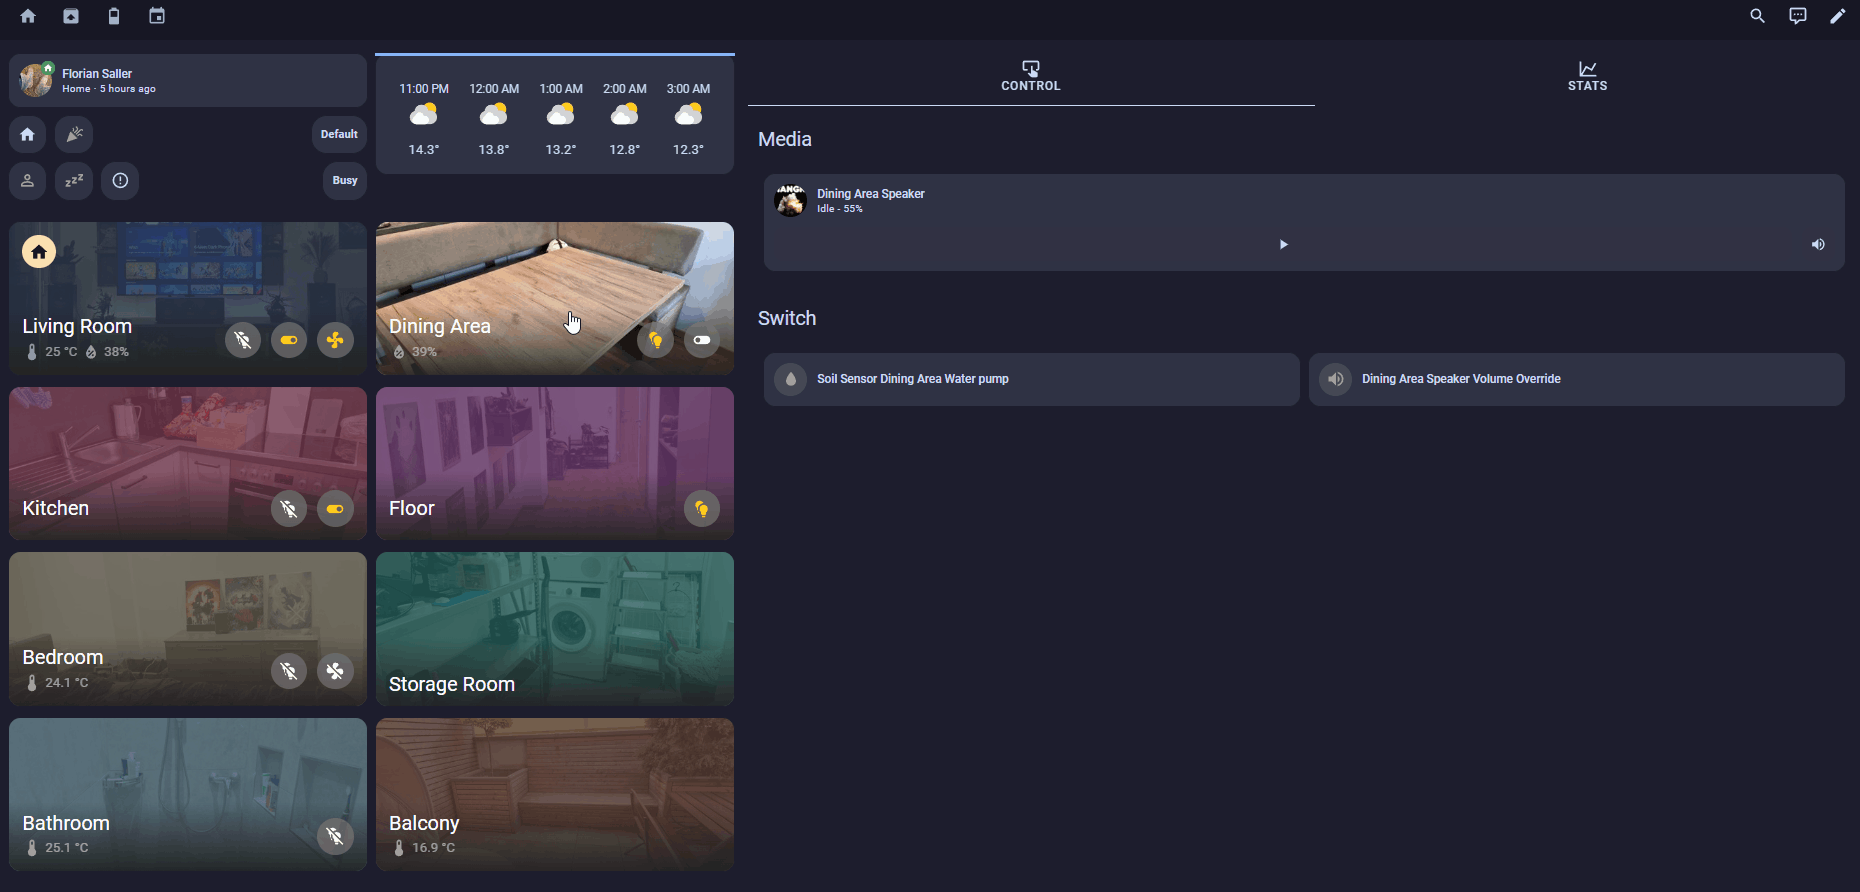 Florian Saller
Home · 5 hours ago
Default
zzZ
Busy
11:00 PM 12:00 AM 1:00 AM 2:00 AM 3:00 AM
14.3° 13.8° 13.2° 12.8° 12.3°
Living Room
25 °C 38%
Dining Area
39%
Kitchen
Floor
Bedroom
24.1 °C
Storage Room
Bathroom
25.1 °C
Balcony
16.9 °C
CONTROL
STATS
Media
Dining Area Speaker
Idle - 55%
Switch
Soil Sensor Dining Area Water pump
Dining Area Speaker Volume Override